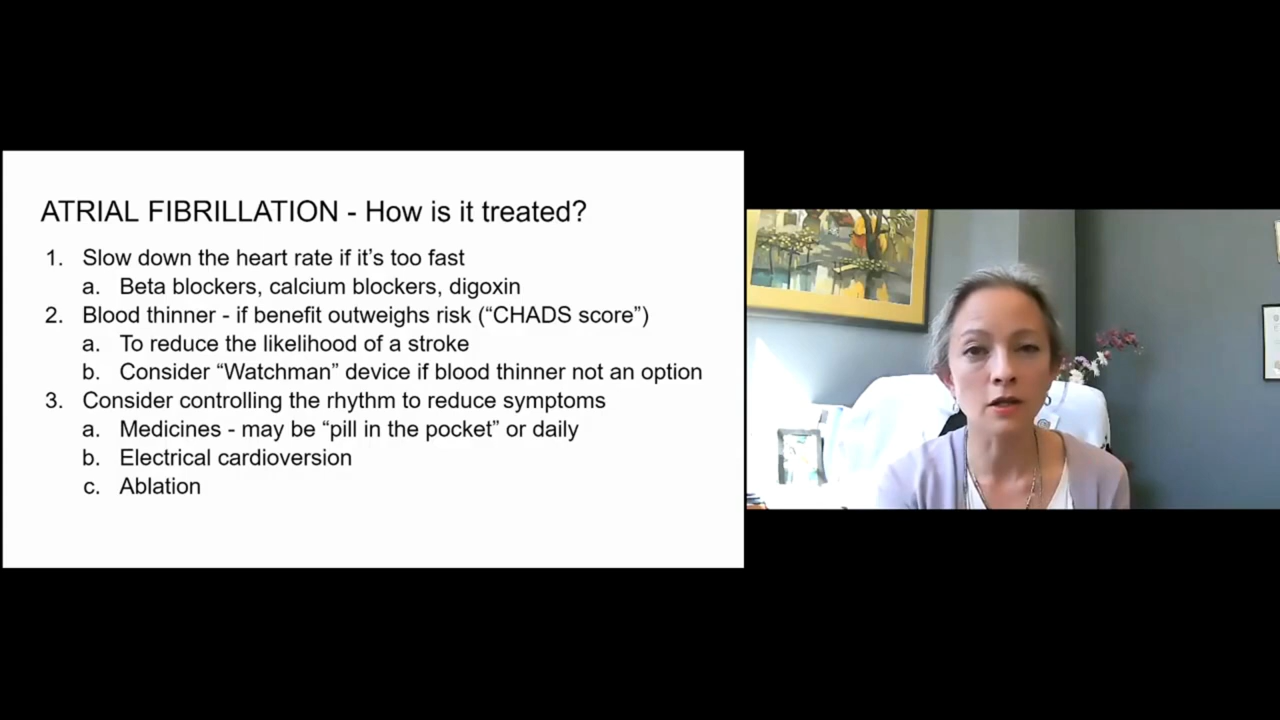 ATRIAL FIBRILLATION - How is it treated?
1. Slow down the heart rate if it's too fast
a. Beta blockers, calcium blockers, digoxin
2. Blood thinner - if benefit outweighs risk (“CHADS score”)
a. To reduce the likelihood of a stroke
b. Consider “Watchman” device if blood thinner not an option
3. Consider controlling the rhythm to reduce symptoms
a. Medicines - may be “pill in the pocket” or daily
b. Electrical cardioversion
c. Ablation